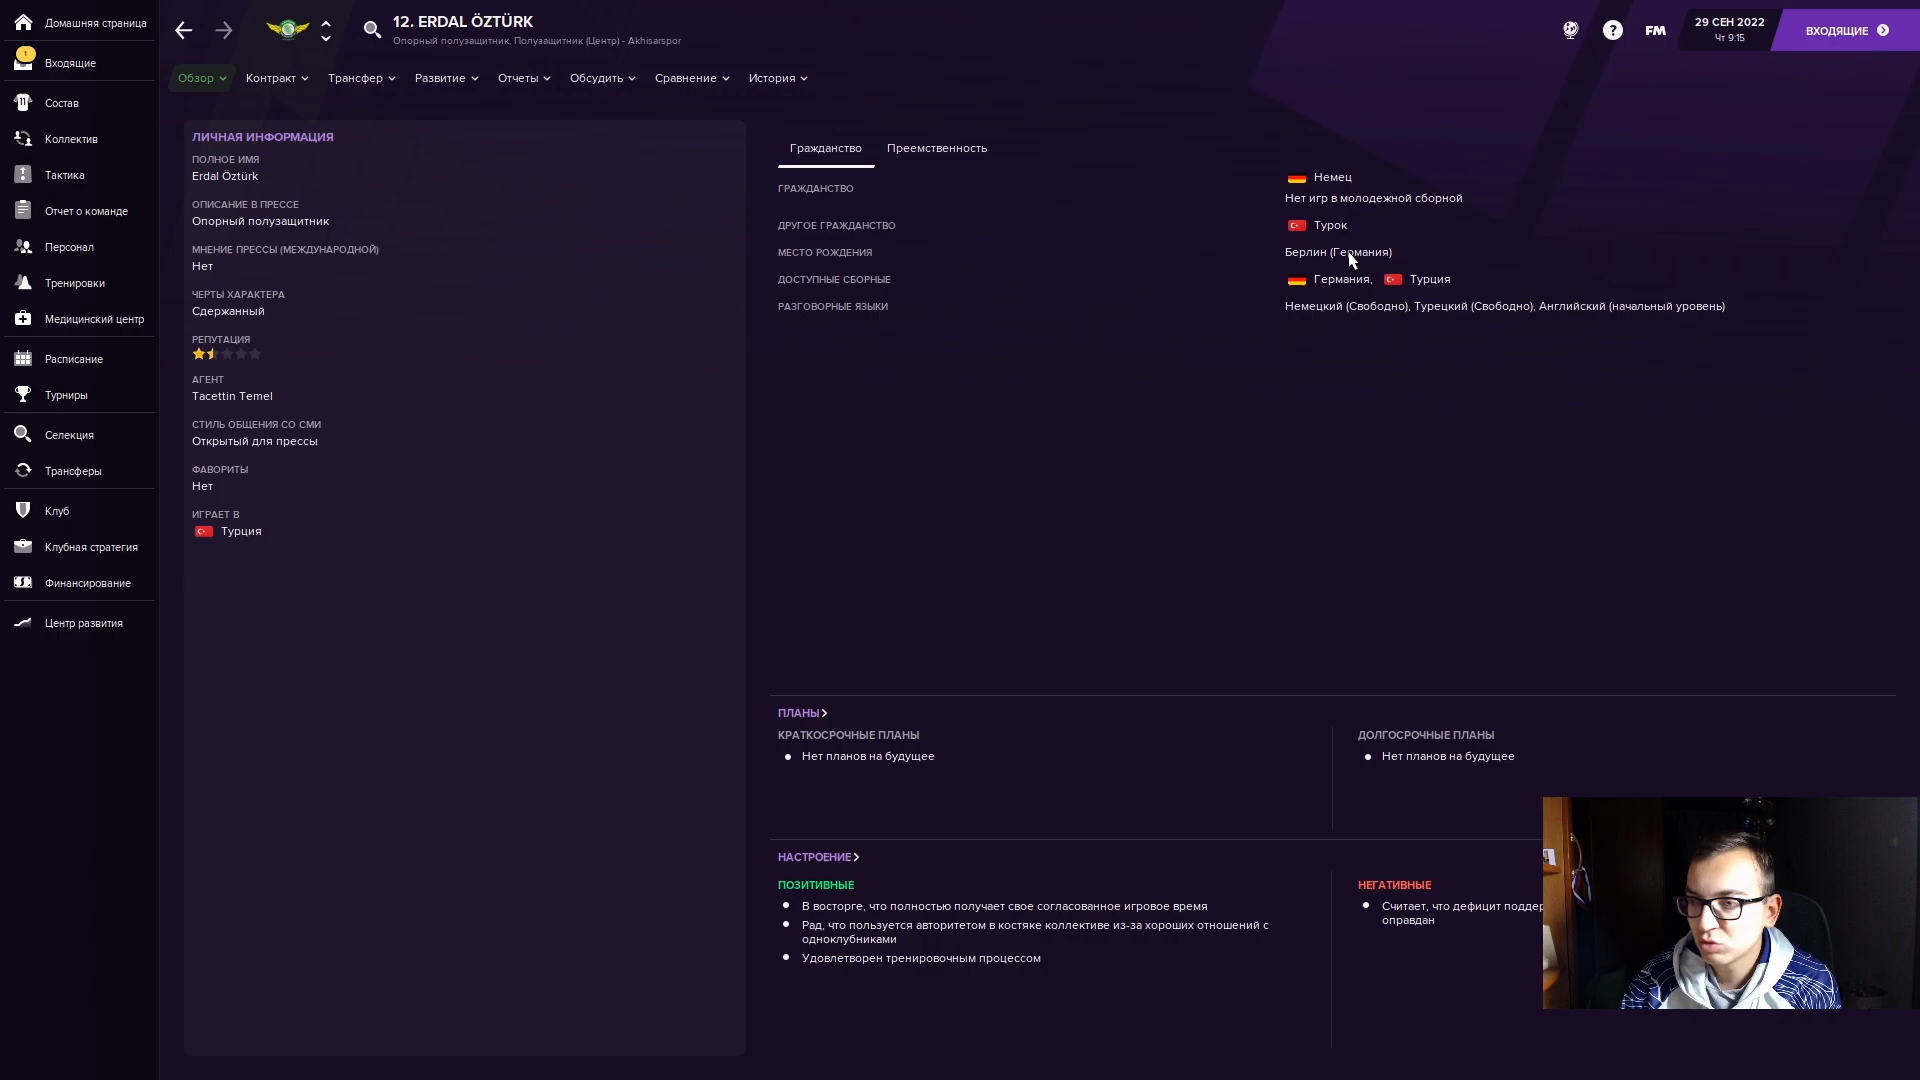 Домашняя страница
1
Входящие
Состав
Коллектив
Тактика
Отчет о команде
Персонал
Тренировки
Медицинский центр
Расписание
Турниры
Селекция
Трансферы
Клуб
Клубная стратегия
Финансирование
Центр развития
12. ERDAL ÖZTÜRK
Опорный полузащитник, Полузащитник (Центр) - Akhisarspor
?
FM
29 СЕН 2022
Чт 9:15
ВХОДЯЩИЕ
Обзор
Контракт
Трансфер
Развитие
Отчеты
Обсудить
Сравнение
История
ЛИЧНАЯ ИНФОРМАЦИЯ
ПОЛНОЕ ИМЯ
Erdal Öztürk
ОПИСАНИЕ В ПРЕССЕ
Опорный полузащитник
МНЕНИЕ ПРЕССЫ (МЕЖДУНАРОДНОЙ)
Нет
ЧЕРТЫ ХАРАКТЕРА
Сдержанный
РЕПУТАЦИЯ
АГЕНТ
Tacettin Temel
СТИЛЬ ОБЩЕНИЯ СО СМИ
Открытый для прессы
ФАВОРИТЫ
Нет
ИГРАЕТ В
Турция
Гражданство
Преемственность
ГРАЖДАНСТВО
Немец
Нет игр в молодежной сборной
ДРУГОЕ ГРАЖДАНСТВО
Турок
МЕСТО РОЖДЕНИЯ
Берлин (Германия)
ДОСТУПНЫЕ СБОРНЫЕ
Германия, Турция
РАЗГОВОРНЫЕ ЯЗЫКИ
Немецкий (Свободно), Турецкий (Свободно), Английский (начальный уровень)
ПЛАНЫ
КРАТКОСРОЧНЫЕ ПЛАНЫ
Нет планов на будущее
ДОЛГОСРОЧНЫЕ ПЛАНЫ
Нет планов на будущее
НАСТРОЕНИЕ
ПОЗИТИВНЫЕ
В восторге, что полностью получает свое согласованное игровое время
Рад, что пользуется авторитетом в костяке коллективе из-за хороших отношений с
одноклубниками
Удовлетворен тренировочным процессом
НЕГАТИВНЫЕ
Считает, что дефицит поддер
оправдан